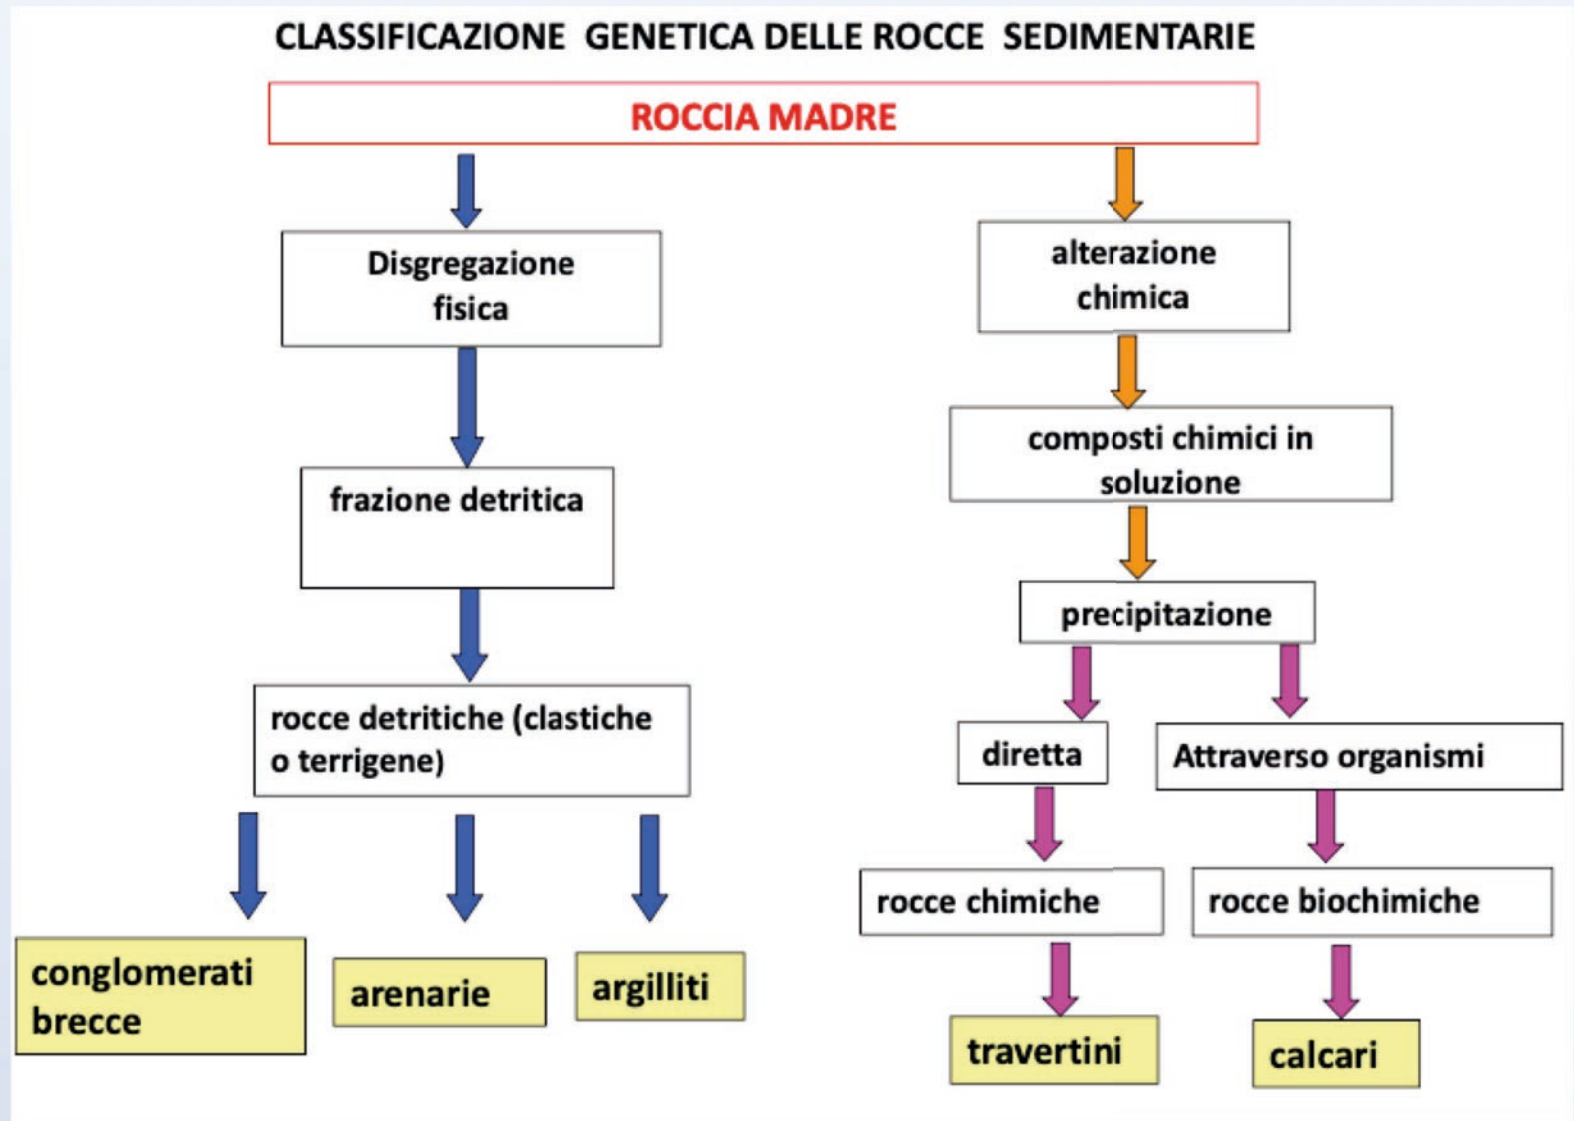 CLASSIFICAZIONE GENETICA DELLE ROCCE SEDIMENTARIE
ROCCIA MADRE
Disgregazione
fisica
frazione detritica
rocce detritiche (clastiche
o terrigene)
conglomerati
brecce
arenarie
argilliti
alterazione
chimica
composti chimici in
soluzione
precipitazione
diretta
Attraverso organismi
rocce chimiche
rocce biochimiche
travertini
calcari